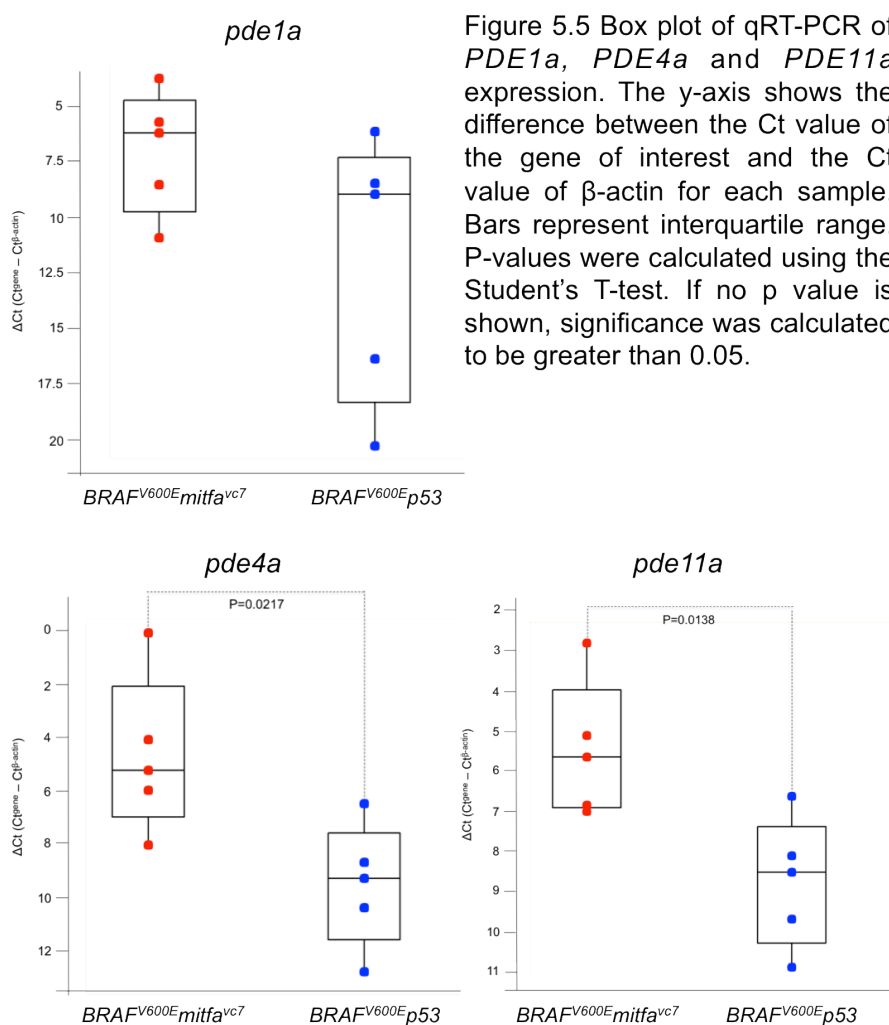 pde1a
Figure 5.5 Box plot of qRT-PCR of
PDE1a, PDE4a and PDE11a
expression. The y-axis shows the
difference between the Ct value of
the gene of interest and the Ct
value of β-actin for each sample.
Bars represent interquartile range.
P-values were calculated using the
Student's T-test. If no p value is
shown, significance was calculated
to be greater than 0.05.
ΔCt (Ctgene – Ctβ-actin)
5
7.5
10
12.5
15
17.5
20
BRAFV600Emitfavc7 BRAFV600Ep53
pde4a
P=0.0217
ΔCt (Ctgene – Ctβ-actin)
0
2
4
6
8
10
12
BRAFV600Emitfavc7 BRAFV600Ep53
pde11a
P=0.0138
ΔCt (Ctgene – Ctβ-actin)
2
3
4
5
6
7
8
9
10
11
BRAFV600Emitfavc7 BRAFV600Ep53